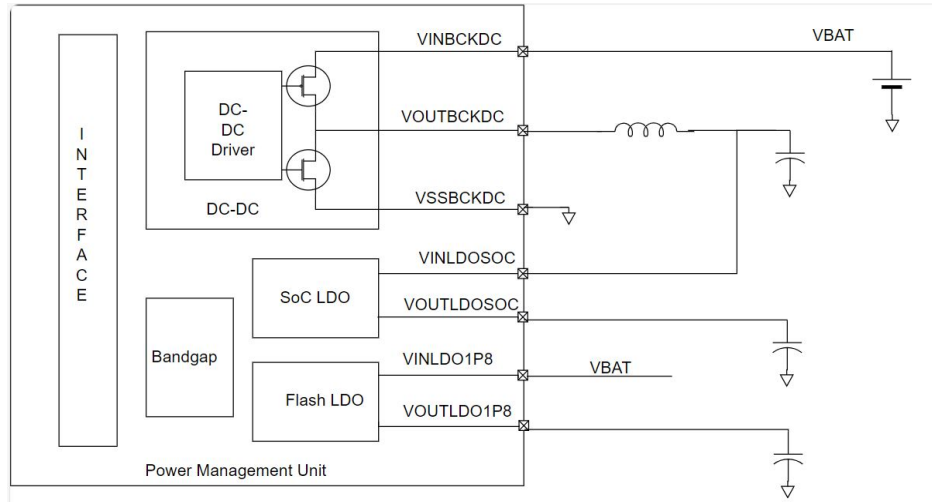 VINBCKDC
VBAT
DC-
DC
Driver
VOUTBCKDC
I
N
T
E
R
F
A
C
E
VSSBCKDC
DC-DC
VINLDOSOC
SoC LDO
VOUTLDOSOC
Bandgap
VINLDO1P8
VBAT
Flash LDO
VOUTLDO1P8
Power Management Unit